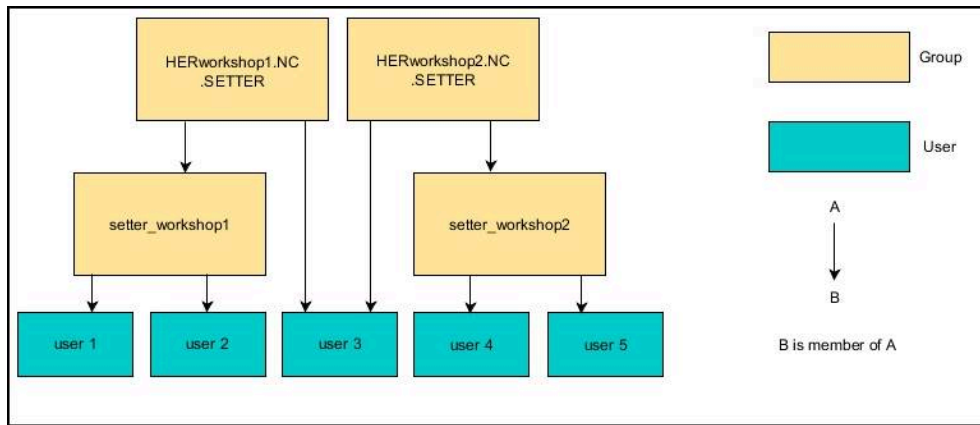 HERworkshop1.NC
.SETTER
HERworkshop2.NC
.SETTER
Group
User
setter_workshop1
setter_workshop2
A
B
user 1
user 2
user 3
user 4
user 5
B is member of A